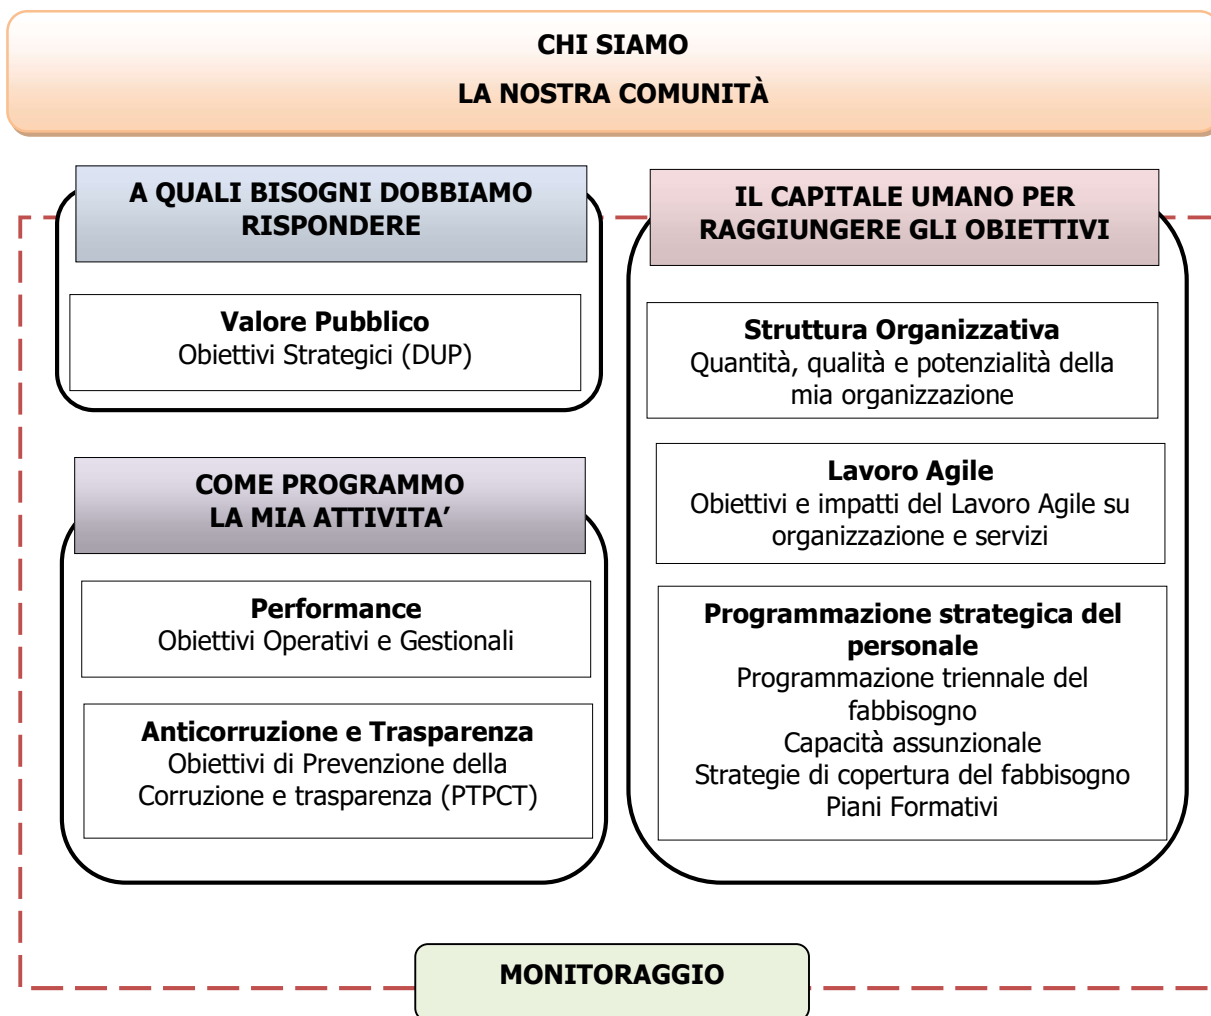 CHI SIAMO
LA NOSTRA COMUNITÀ
A QUALI BISOGNI DOBBIAMO
RISPONDERE
Valore Pubblico
Obiettivi Strategici (DUP)
COME PROGRAMMO
LA MIA ATTIVITA’
Performance
Obiettivi Operativi e Gestionali
Anticorruzione e Trasparenza
Obiettivi di Prevenzione della
Corruzione e trasparenza (PTPCT)
IL CAPITALE UMANO PER
RAGGIUNGERE GLI OBIETTIVI
Struttura Organizzativa
Quantità, qualità e potenzialità della
mia organizzazione
Lavoro Agile
Obiettivi e impatti del Lavoro Agile su
organizzazione e servizi
Programmazione strategica del
personale
Programmazione triennale del
fabbisogno
Capacità assunzionale
Strategie di copertura del fabbisogno
Piani Formativi
MONITORAGGIO